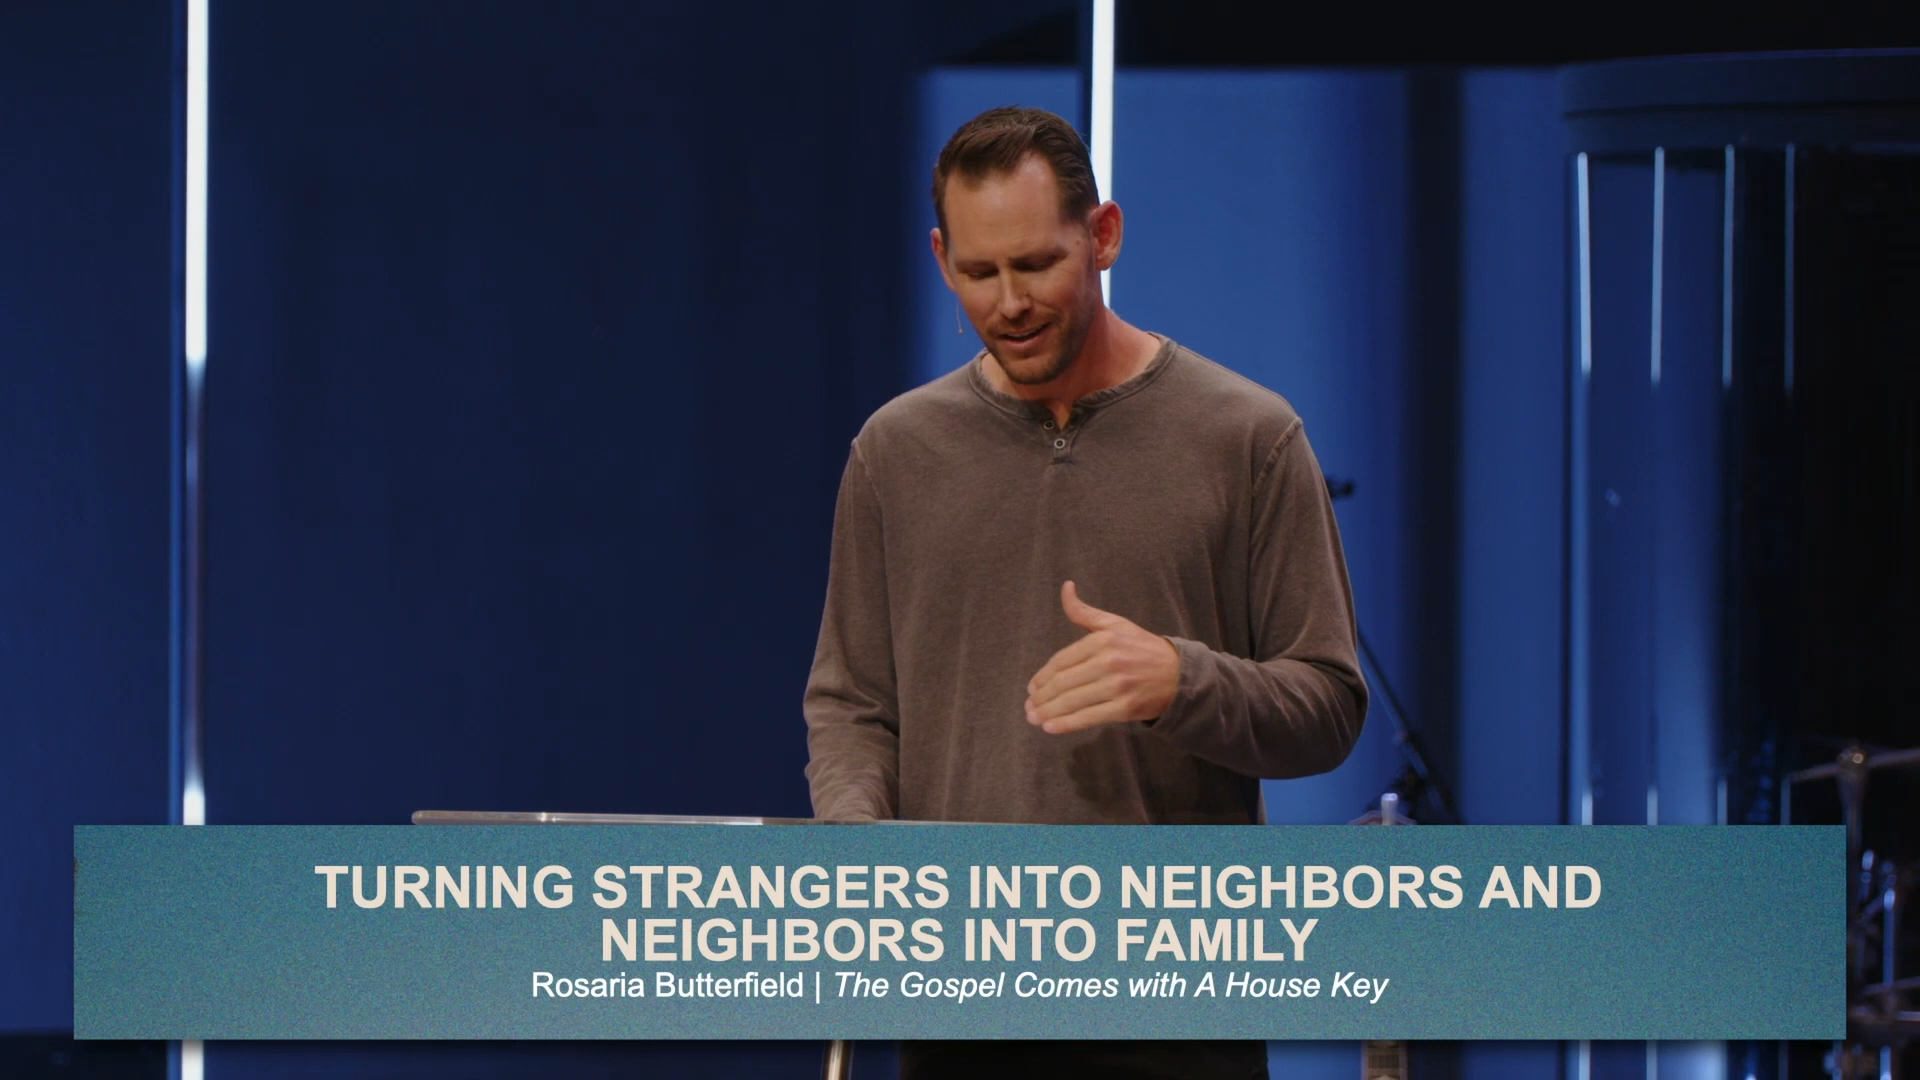 TURNING STRANGERS INTO NEIGHBORS AND
NEIGHBORS INTO FAMILY
Rosaria Butterfield | The Gospel Comes with A House Key